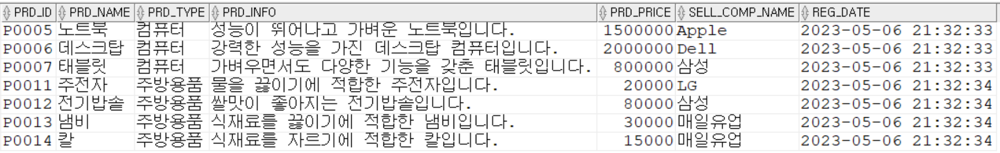 PRD_ID PRD_NAME PRD_TYPE PRD_INFO PRD_PRICE SELL_COMP_NAME REG_DATE
P0005 노트북 컴퓨터 성능이 뛰어나고 가벼운 노트북입니다. 1500000 Apple 2023-05-06 21:32:33
P0006 데스크탑 컴퓨터 강력한 성능을 가진 데스크탑 컴퓨터입니다. 2000000 Dell 2023-05-06 21:32:33
P0007 태블릿 컴퓨터 가벼우면서도 다양한 기능을 갖춘 태블릿입니다. 800000 삼성 2023-05-06 21:32:33
P0011 주전자 주방용품 물을 끓이기에 적합한 주전자입니다. 20000 LG 2023-05-06 21:32:34
P0012 전기밥솥 주방용품 쌀맛이 좋아지는 전기밥솥입니다. 80000 삼성 2023-05-06 21:32:34
P0013 냄비 주방용품 식재료를 끓이기에 적합한 냄비입니다. 30000 매일유업 2023-05-06 21:32:34
P0014 칼 주방용품 식재료를 자르기에 적합한 칼입니다. 15000 매일유업 2023-05-06 21:32:34